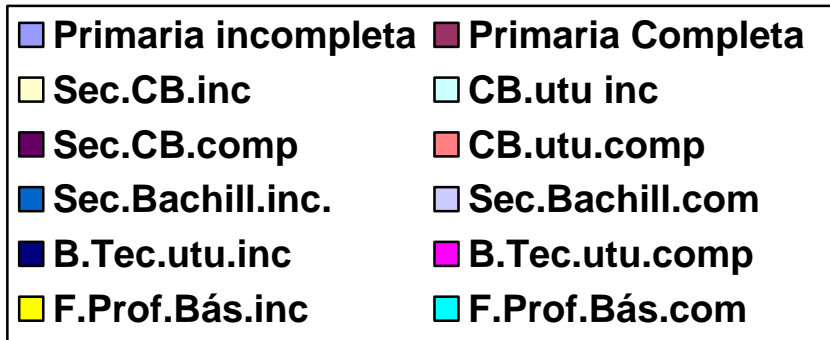 Primaria incompleta Primaria Completa
Sec.CB.inc CB.utu inc
Sec.CB.comp CB.utu.comp
Sec.Bachill.inc. Sec.Bachill.com
B.Tec.utu.inc B.Tec.utu.comp
F.Prof.Bás.inc F.Prof.Bás.com